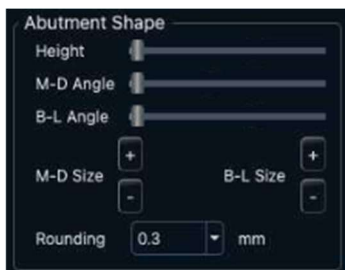 Abutment Shape
Height
M-D Angle
B-L Angle
+ +
M-D Size B-L Size
- -
Rounding 0.3 mm